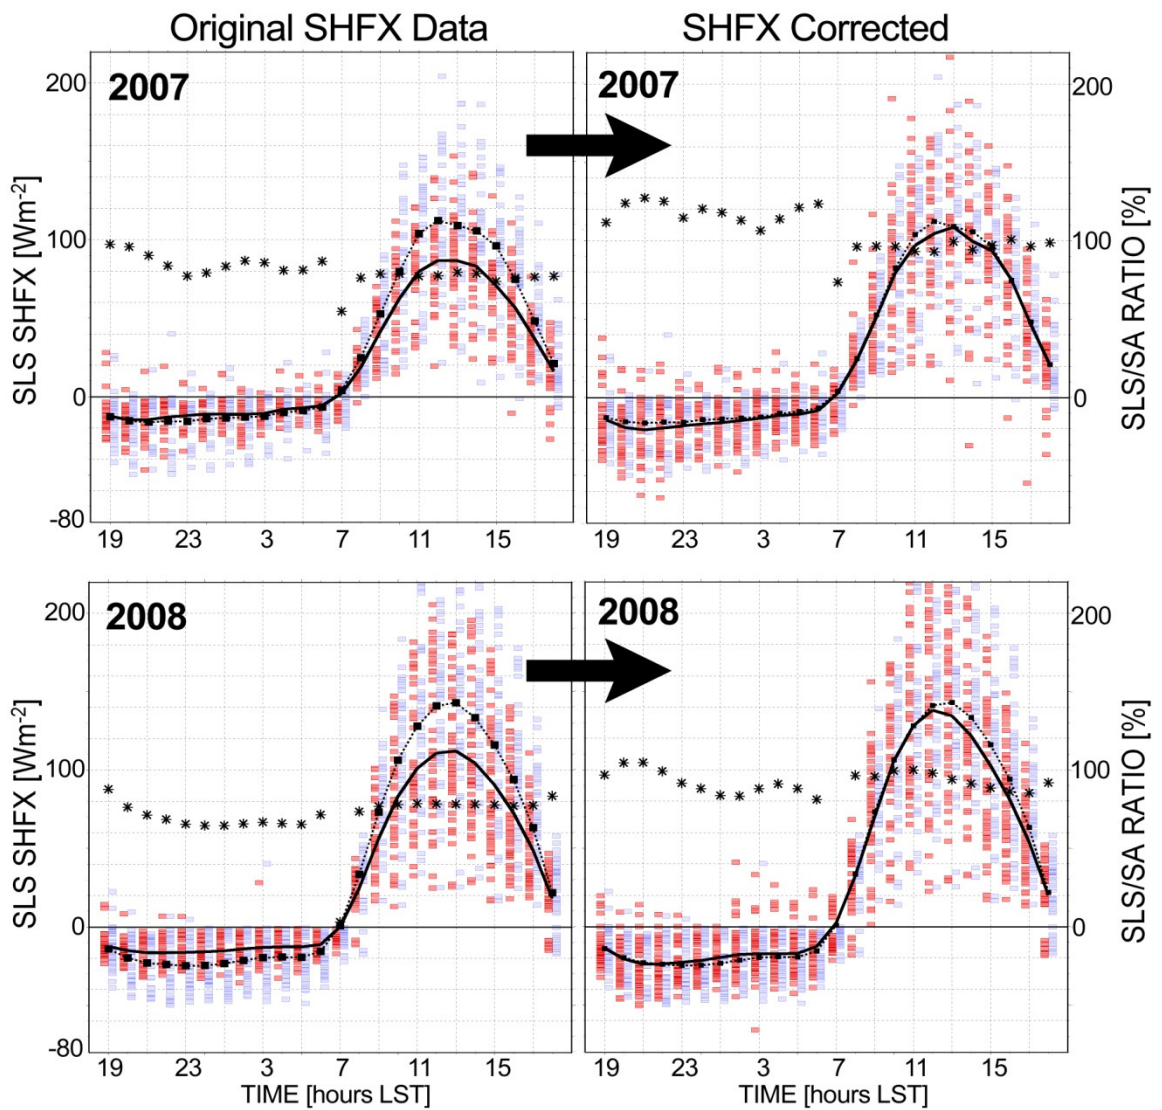 Original SHFX Data
SHFX Corrected
2007
2007
200
100
0
-80
SLS SHFX [Wm-2]
200
100
0
SLS/SA RATIO [%]
19 23 3 7 11 15
19 23 3 7 11 15
2008
2008
200
100
0
-80
SLS SHFX [Wm-2]
200
100
0
SLS/SA RATIO [%]
19 23 3 7 11 15
19 23 3 7 11 15
TIME [hours LST]
TIME [hours LST]